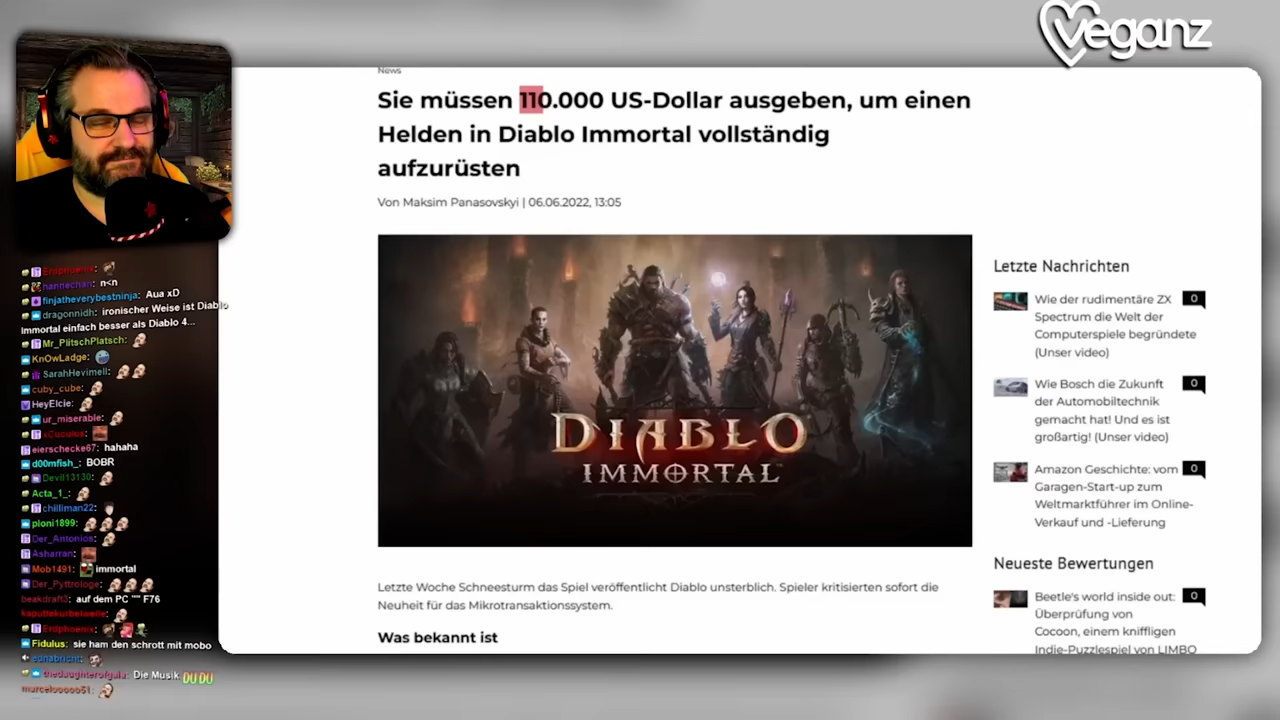 Veganz
News
Sie müssen 110.000 US-Dollar ausgeben, um einen
Helden in Diablo Immortal vollständig
aufzurüsten
Von Maksim Panasovskyi | 06.06.2022, 13:05
DIABLO
IMMORTAL
Letzte Woche Schneesturm das Spiel veröffentlicht Diablo unsterblich. Spieler kritisierten sofort die
Neuheit für das Mikrotransaktionssystem.
Was bekannt ist
Letzte Nachrichten
Wie der rudimentäre ZX 0
Spectrum die Welt der
Computerspiele begründete
(Unser video)
Wie Bosch die Zukunft 0
der Automobiltechnik
gemacht hat! Und es ist
großartig! (Unser video)
Amazon Geschichte: vom 0
Garagen-Start-up zum
Weltmarktführer im Online-
Verkauf und -Lieferung
Neueste Bewertungen
Beetle's world inside out: 0
Überprüfung von
Cocoon, einem kniffligen
Indie-Puzzlespiel von LIMBO
Erdphoenix:
hannechan: n<n
finjatheverybestninja: Aua xD
dragonnidh: ironischer Weise ist Diablo
Immortal einfach besser als Diablo 4...
Mr_PlitschPlatsch:
KnOwLadge:
SarahHevimell:
cuby_cube:
HeyElcie:
ur_miserable:
xCuculus:
eierschecke67: hahaha
d00mfish_: BOBR
Devil13130:
Acta_1_:
chilliman22:
ploni1899:
Der_Antonios:
Asharran:
Mob1491: immortal
Der_Pyttrologe:
beakdraft3: auf dem PC """ F76
kaputtekurbelwelle:
Erdphoenix:
Fidulus: sie ham den schrott mit mobo
thedaughterofgaia: Die Musik DUDU